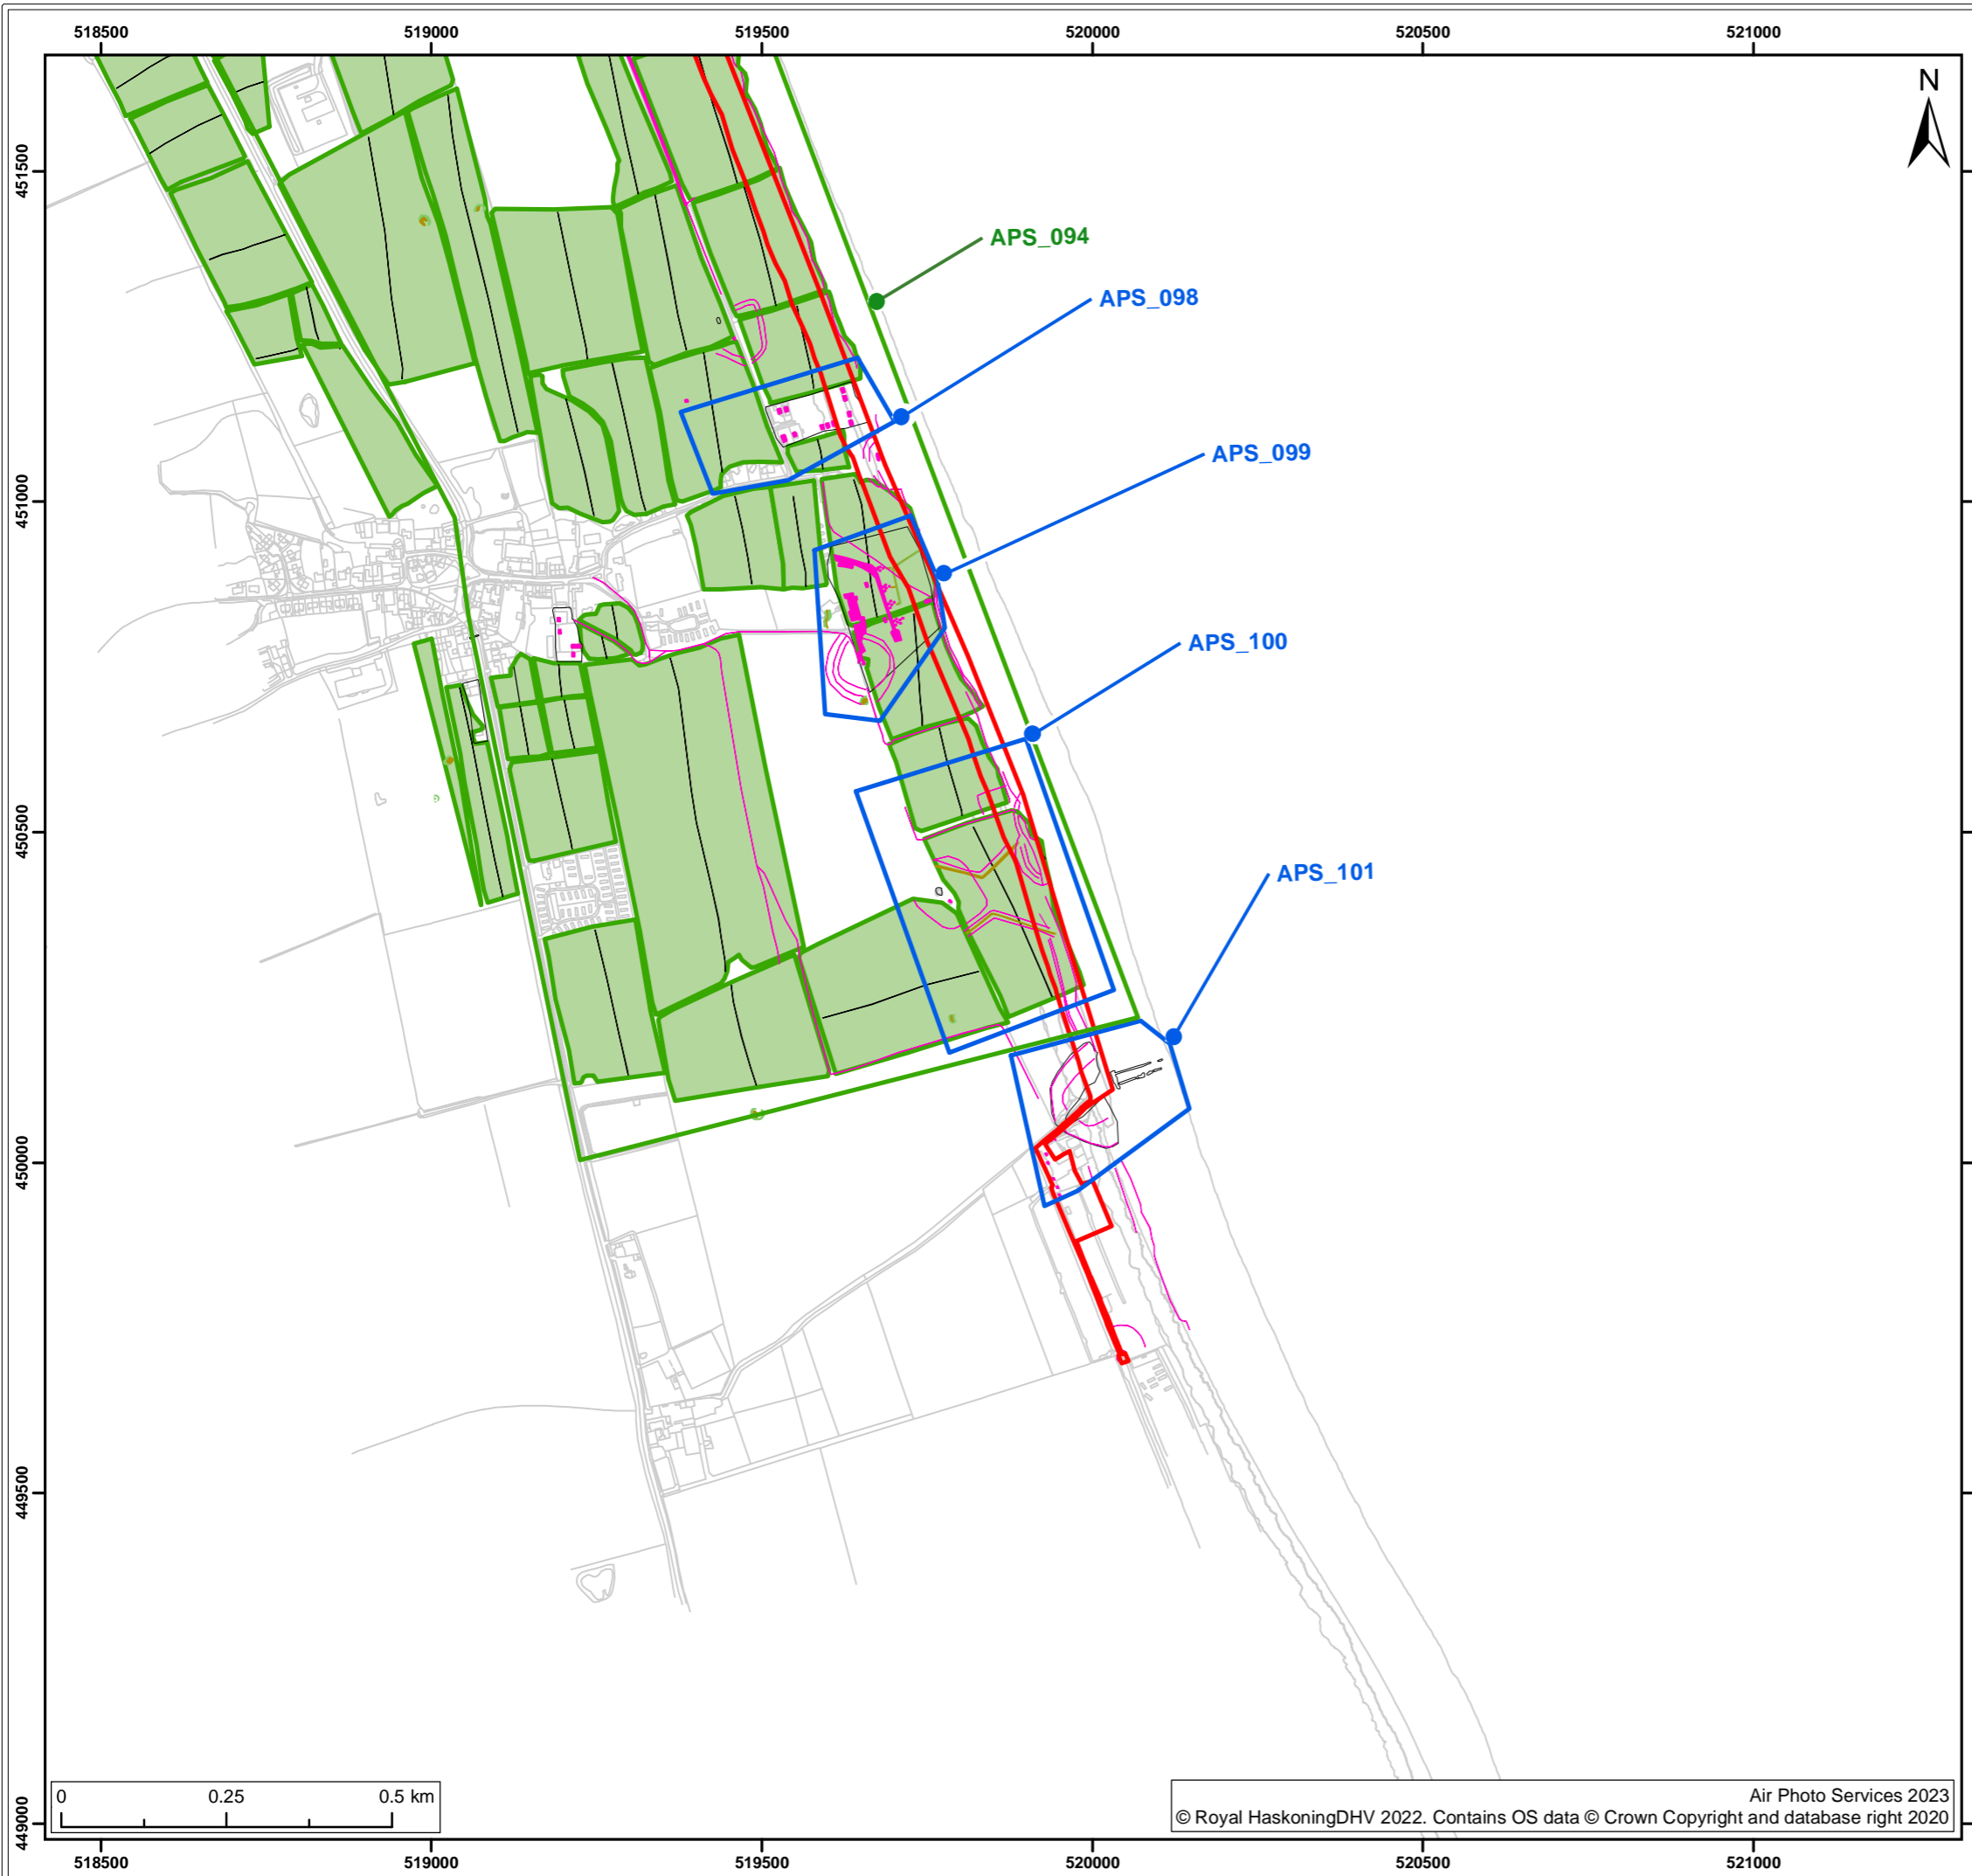 518500 519000 519500 520000 520500 521000
N
451500
APS_094
APS_098
APS_099
451000
APS_100
450500
APS_101
450000
449500
449000
0 0.25 0.5 km
Air Photo Services 2023
© Royal HaskoningDHV 2022. Contains OS data © Crown Copyright and database right 2020
518500 519000 519500 520000 520500 521000